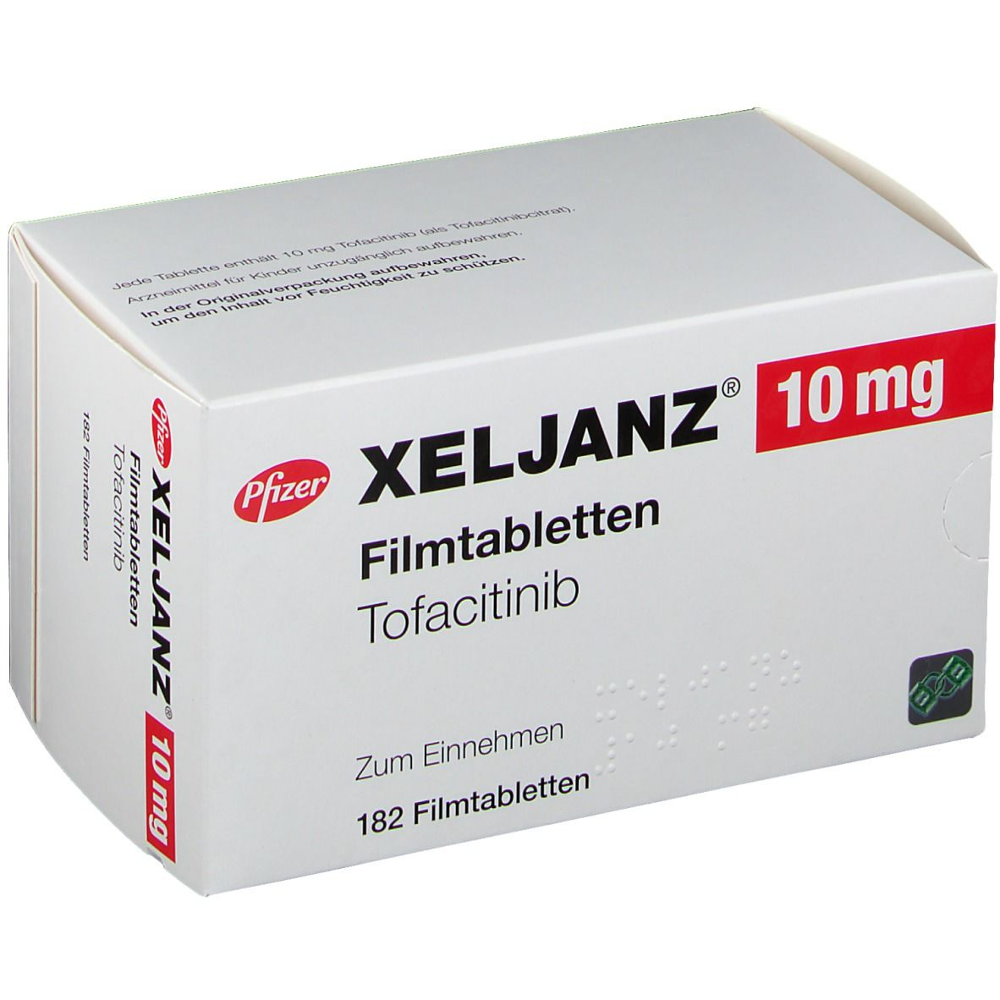 Jede Tablette enthält 10 mg Tofacitinib (als Tofacitinibcitrat).
Arzneimittel für Kinder unzugänglich aufbewahren.
In der Originalverpackung aufbewahren,
um den Inhalt vor Feuchtigkeit zu schützen.
Pfizer
XELJANZ® 10 mg
Filmtabletten
Tofacitinib
Zum Einnehmen
182 Filmtabletten
Pfizer XELJANZ® 10 mg
Filmtabletten
Tofacitinib
182 Filmtabletten